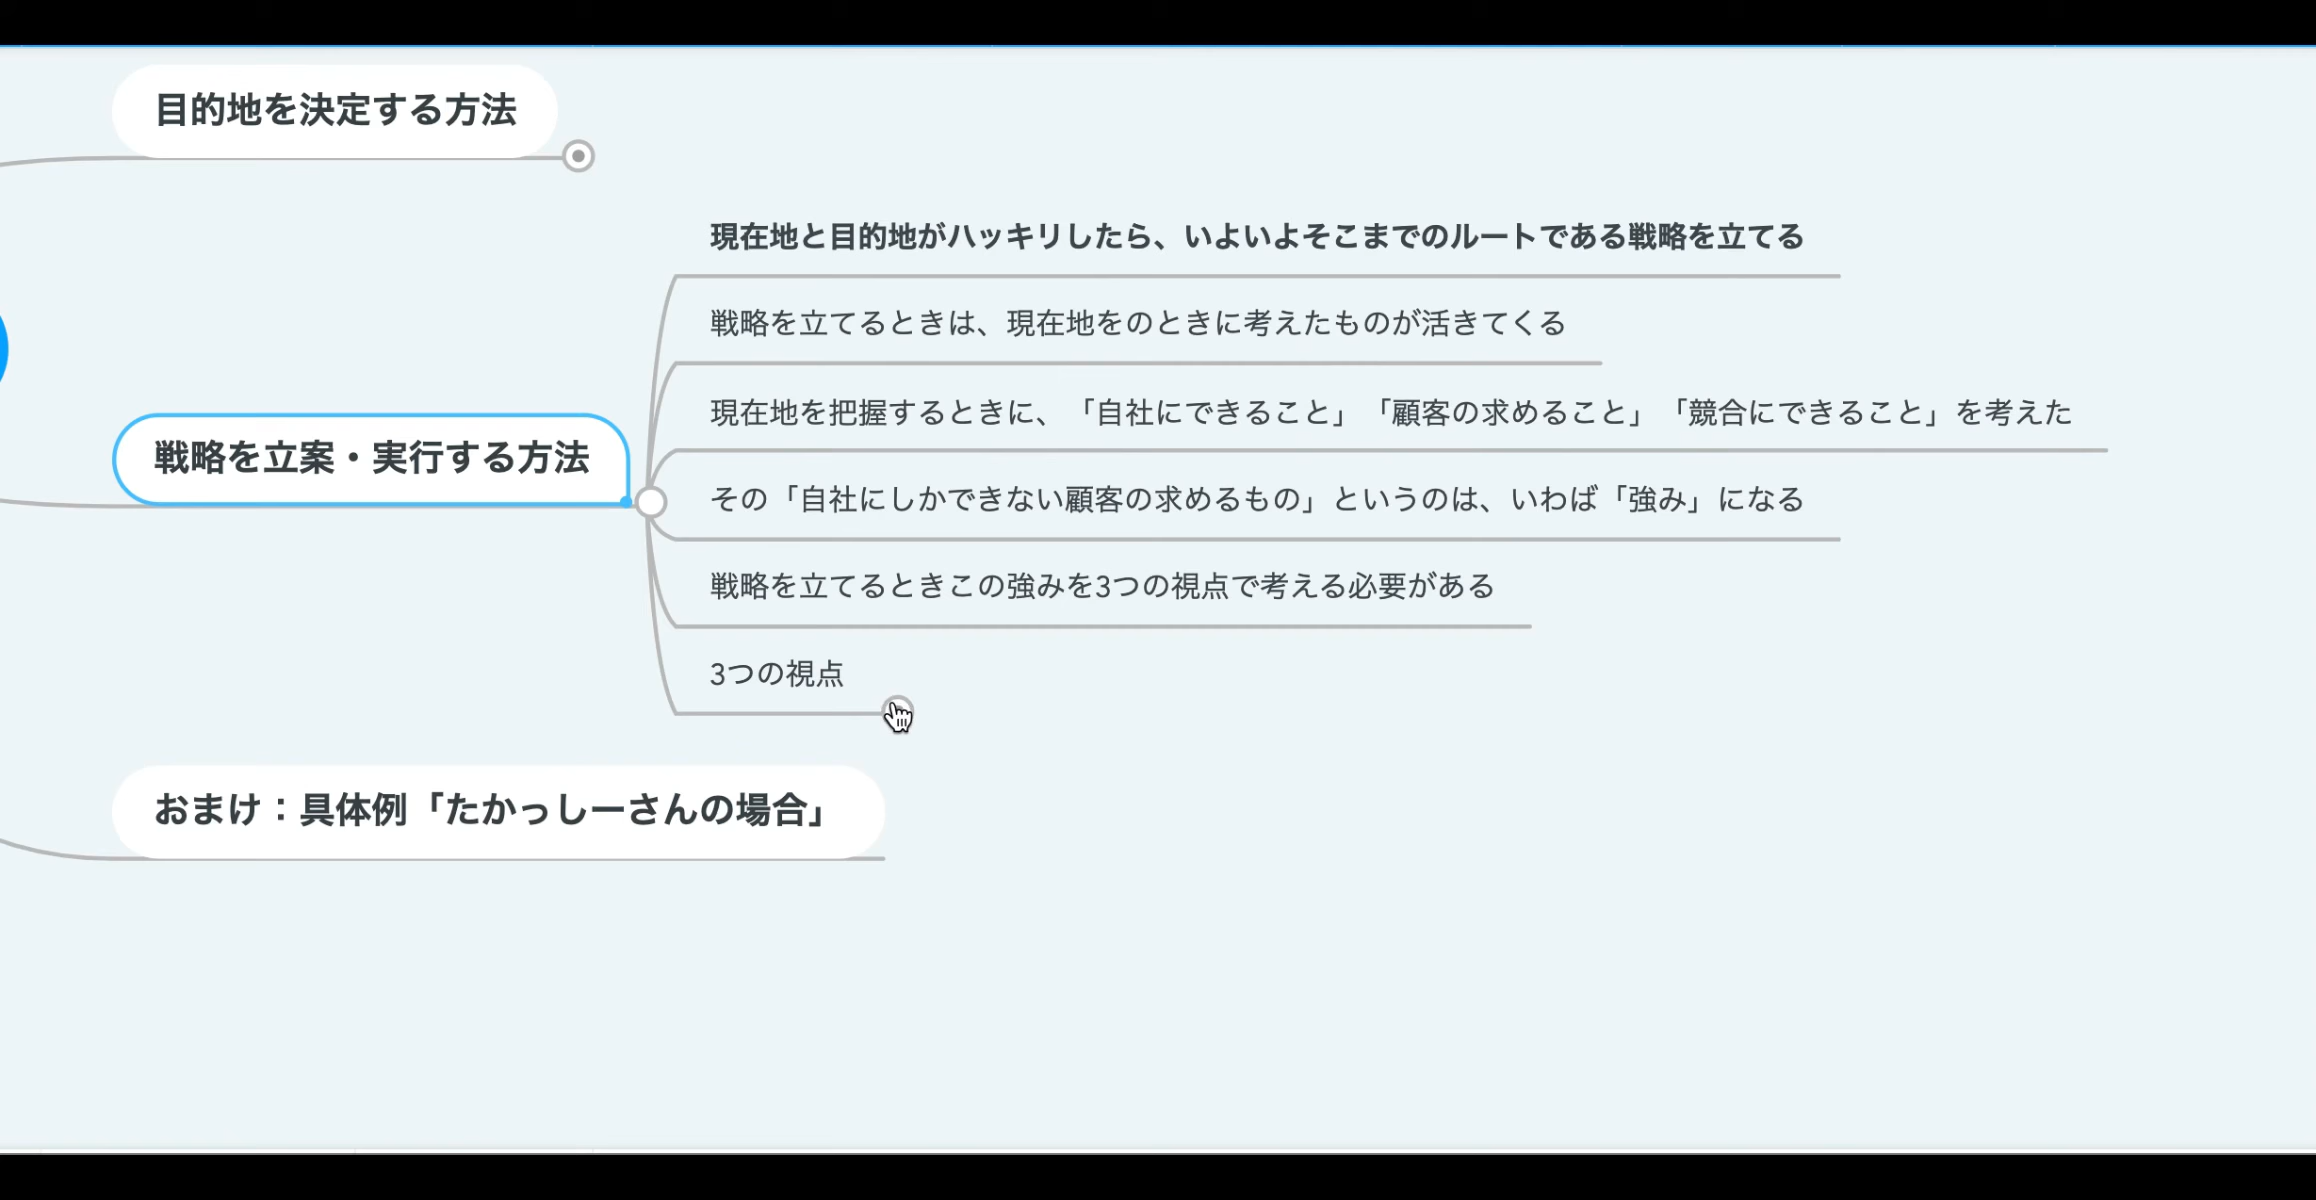 目的地を決定する方法
現在地と目的地がハッキリしたら、いよいよそこまでのルートである戦略を立てる
戦略を立てるときは、現在地をのときに考えたものが活きてくる
現在地を把握するときに、「自社にできること」「顧客の求めること」「競合にできること」を考えた
戦略を立案・実行する方法
その「自社にしかできない顧客の求めるもの」というのは、いわば「強み」になる
戦略を立てるときこの強みを3つの視点で考える必要がある
3つの視点
おまけ：具体例「たかっしーさんの場合」